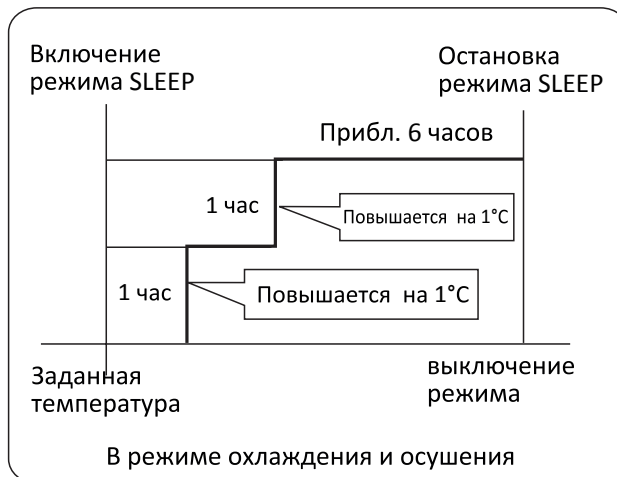 Включение
режима SLEEP
Остановка
режима SLEEP
Прибл. 6 часов
1 час
Повышается на 1°C
1 час
Повышается на 1°C
Заданная
температура
выключение
режима
В режиме охлаждения и осушения